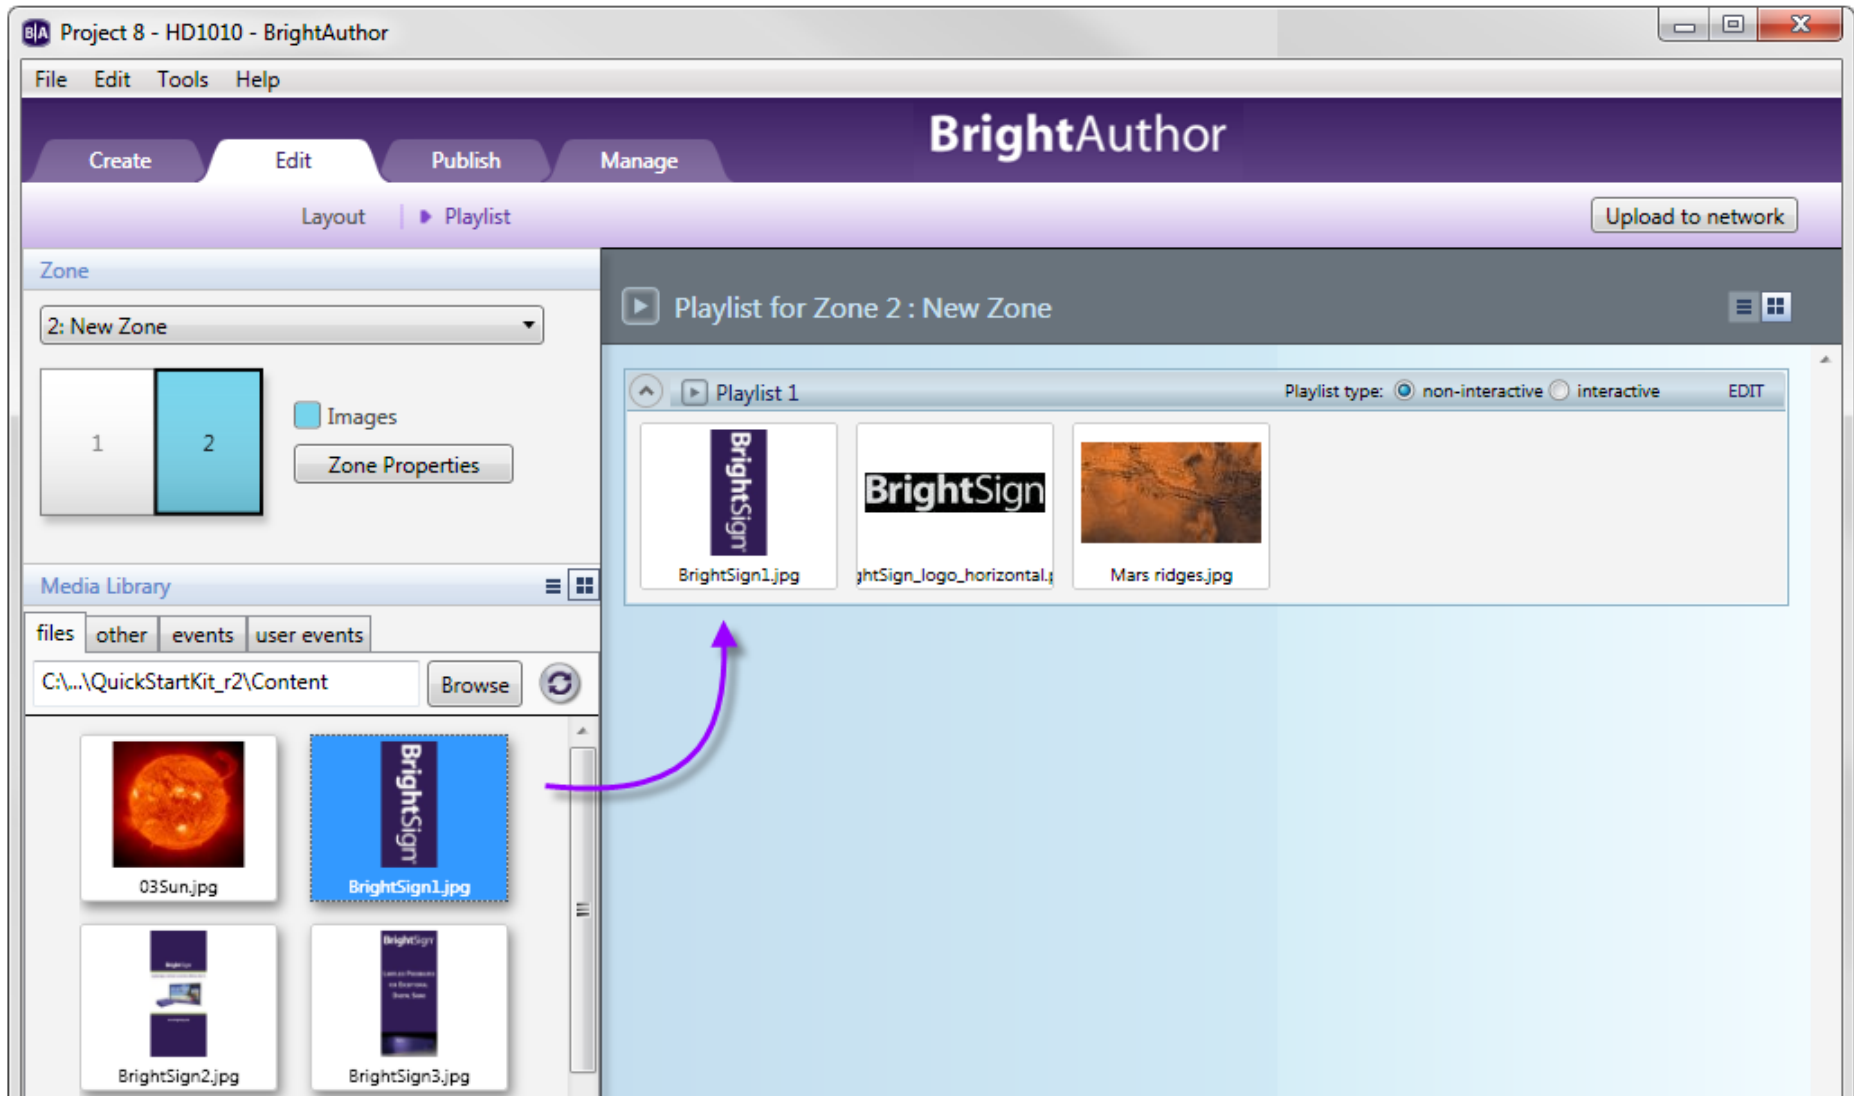 B|A Project 8 - HD1010 - BrightAuthor
File Edit Tools Help
BrightAuthor
Create Edit Publish Manage
Layout Playlist
Upload to network
Zone
2: New Zone
1 2
Images
Zone Properties
Playlist for Zone 2 : New Zone
Playlist 1
Playlist type: non-interactive interactive EDIT
BrightSign
BrightSign
BrightSign1.jpg
ghtSign_logo_horizontal.p
Mars ridges.jpg
Media Library
files other events user events
C:\...\QuickStartKit_r2\Content
Browse
BrightSign
03Sun.jpg
BrightSign1.jpg
BrightSign
BrightSign
BrightSign2.jpg
BrightSign3.jpg